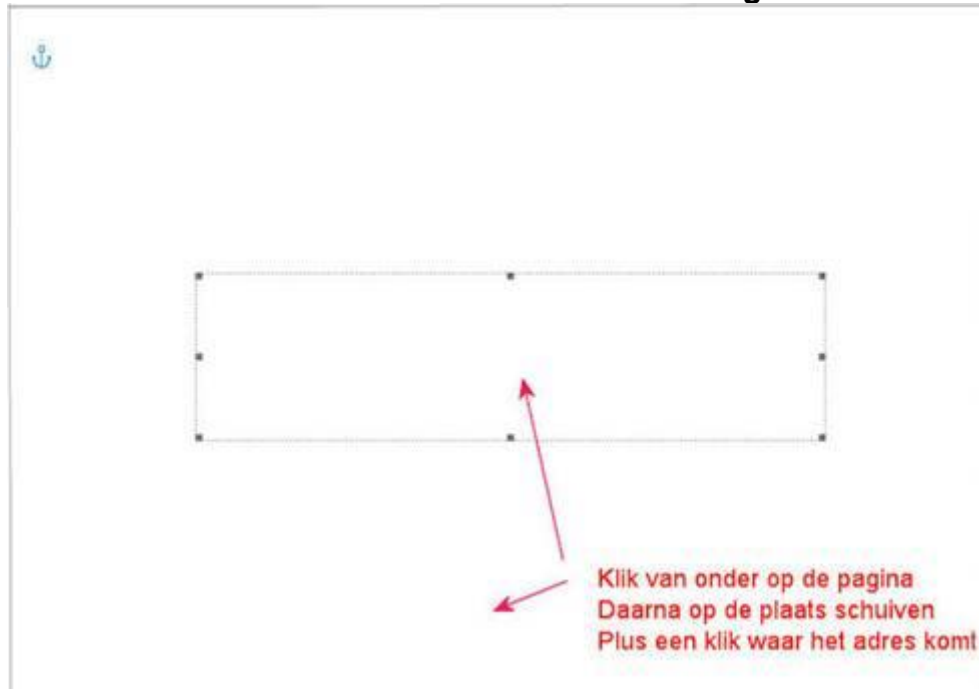 Klik van onder op de pagina
Daarna op de plaats schuiven
Plus een klik waar het adres komt